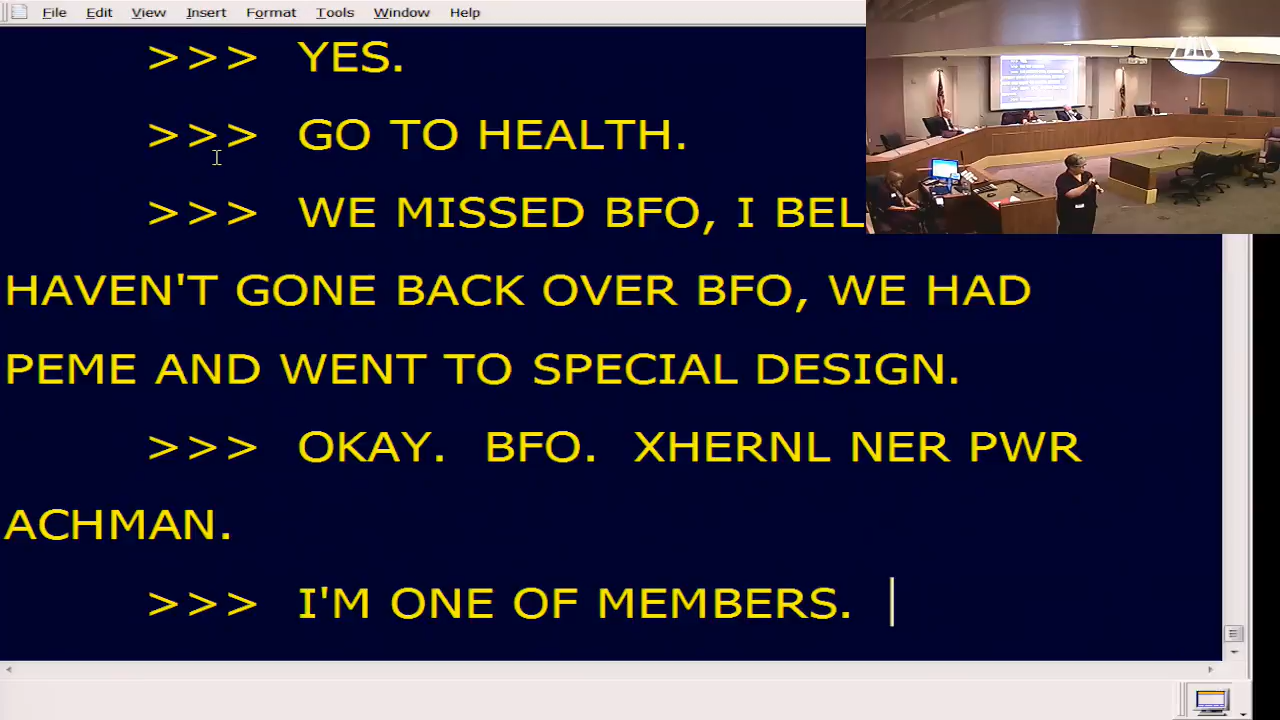 File Edit View Insert Format Tools Window Help
>>> YES.
>>> GO TO HEALTH.
>>> WE MISSED BFO, I BEL
HAVEN'T GONE BACK OVER BFO, WE HAD
PEME AND WENT TO SPECIAL DESIGN.
>>> OKAY. BFO. XHERNL NER PWR
ACHMAN.
>>> I'M ONE OF MEMBERS.